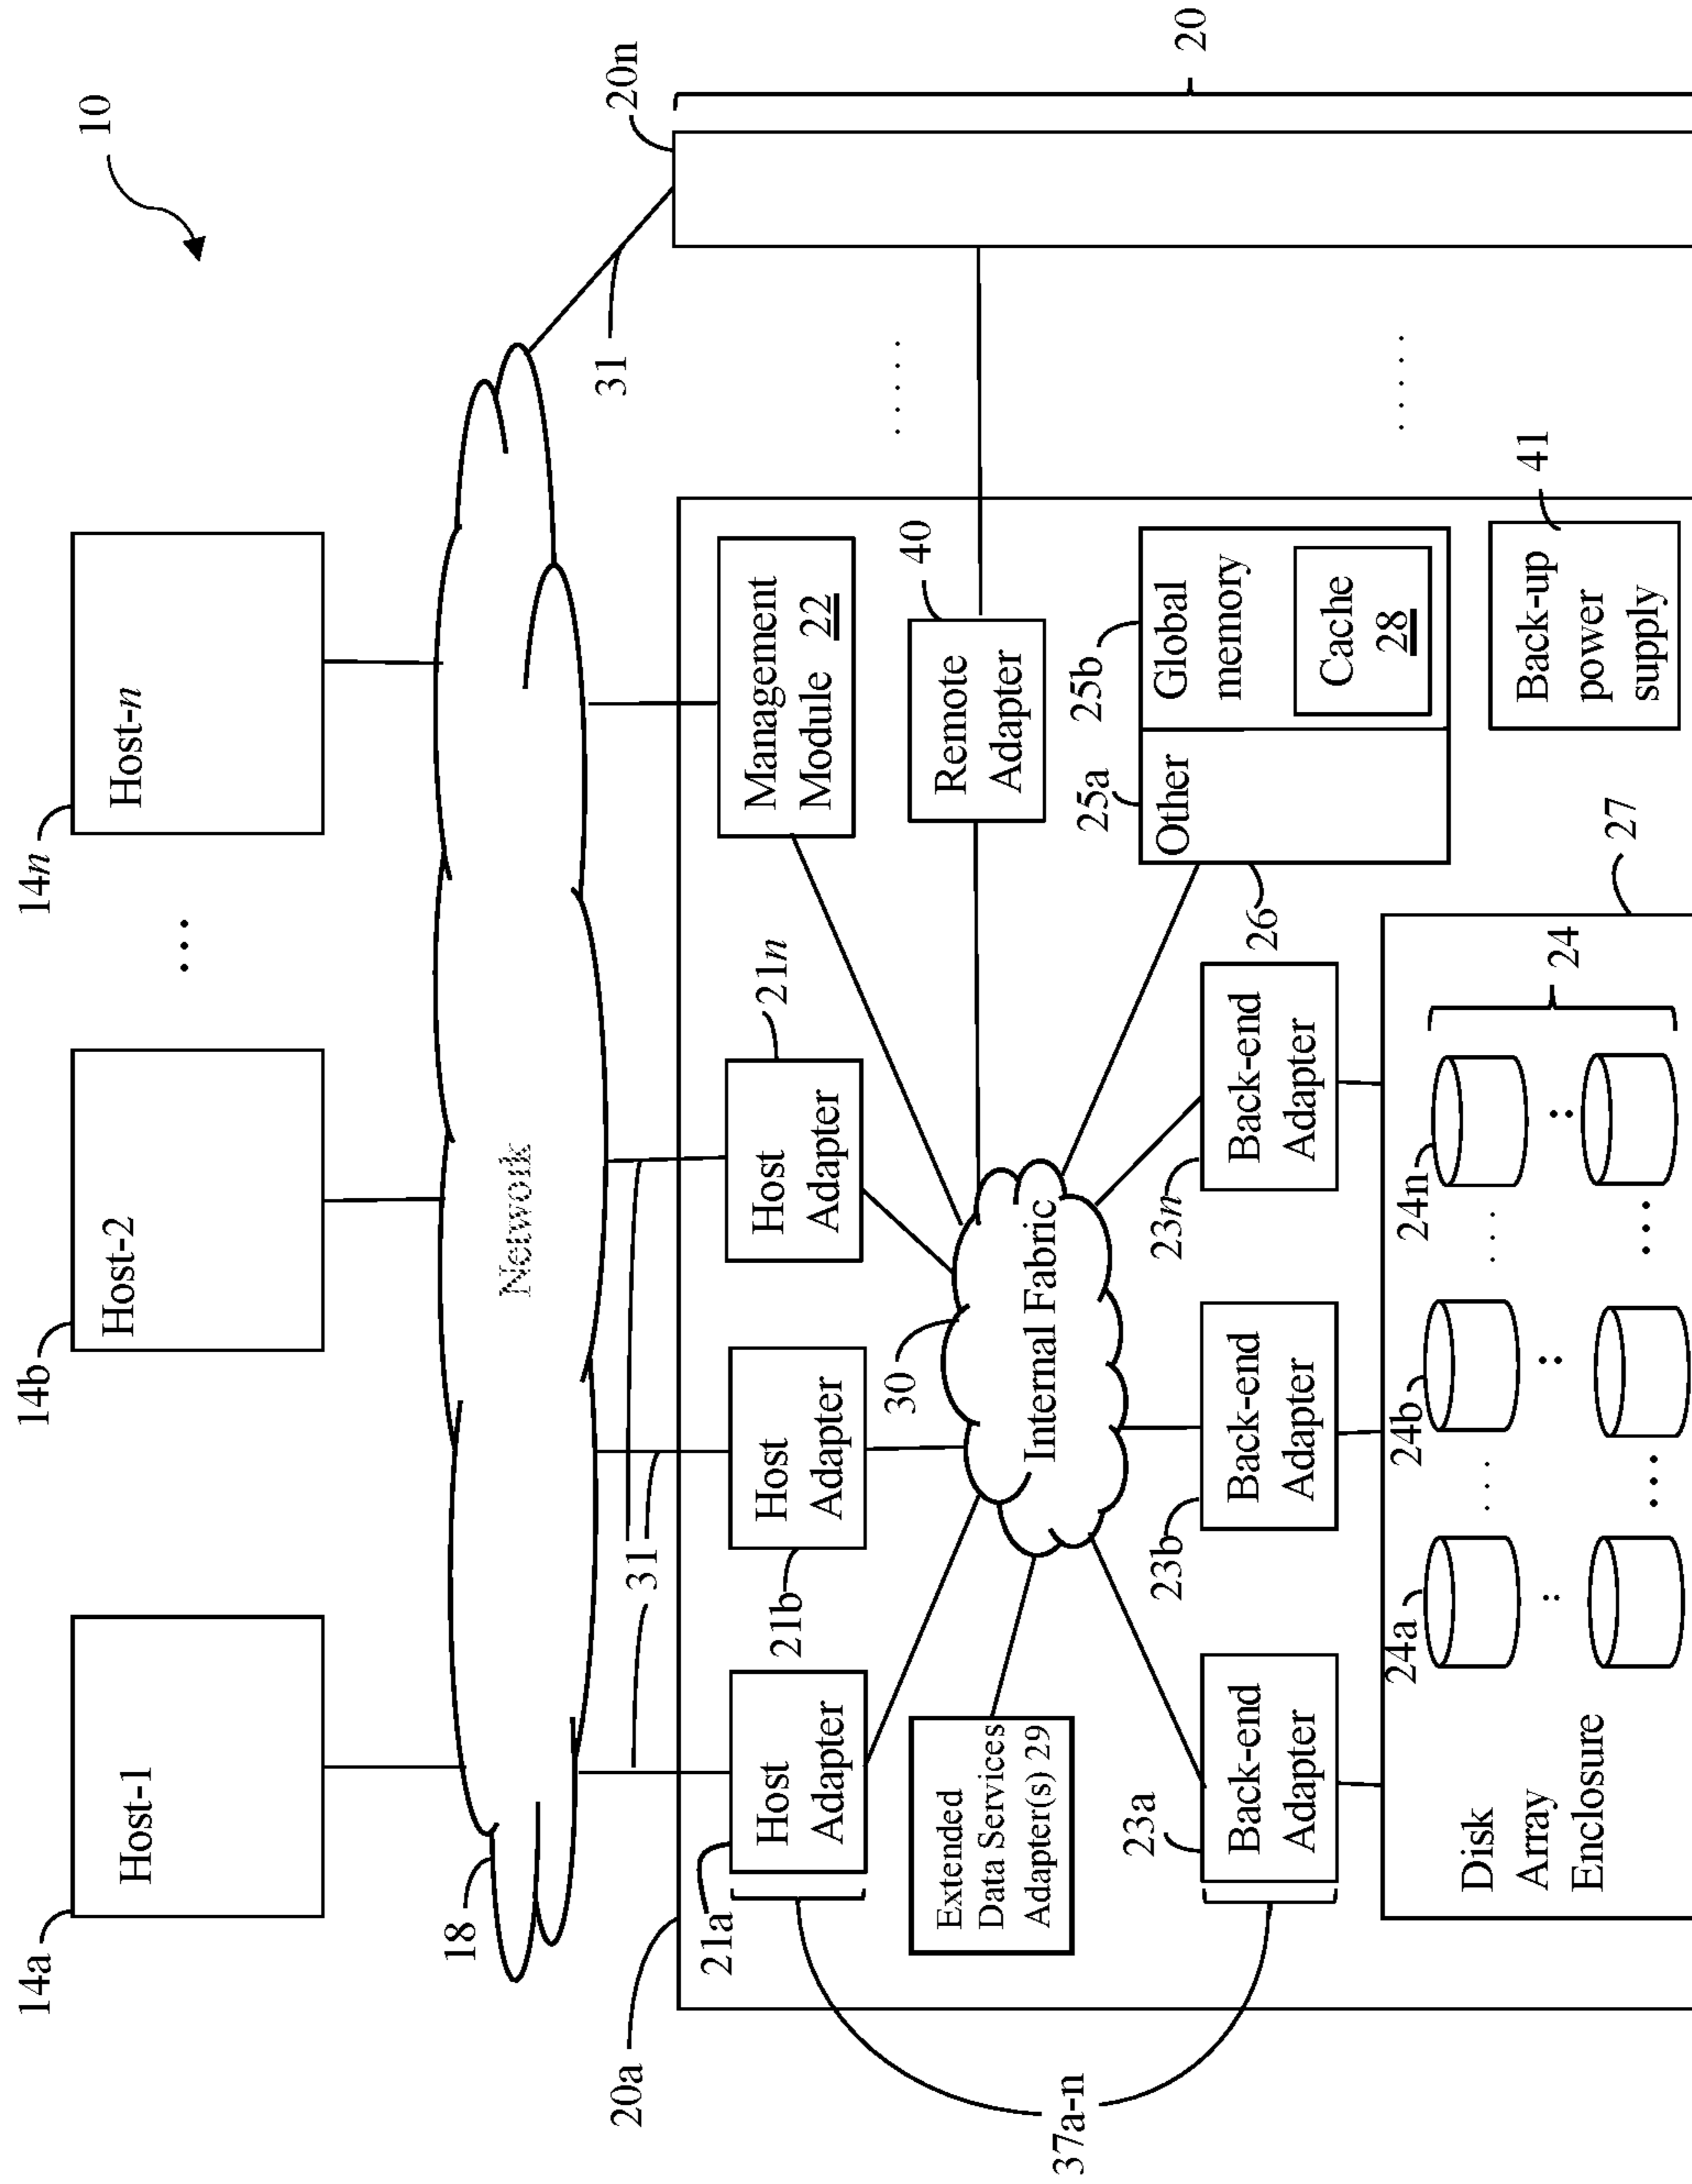 10
14a
Host-1
14b
Host-2
...
14n
Host-n
18
Network
31
31
20n
20
20a
21a
Host
Adapter
21b
Host
Adapter
21n
Host
Adapter
Management
Module 22
37a-n
Extended
Data Services
Adapter(s) 29
30
Internal Fabric
40
Remote
Adapter
.....
25a
Other
25b
Global
memory
Cache
28
26
23a
Back-end
Adapter
23b
Back-end
Adapter
23n
Back-end
Adapter
41
Back-up
power
supply
.....
27
Disk
Array
Enclosure
24a
...
24b
...
24n
24
:
:
:
...
...